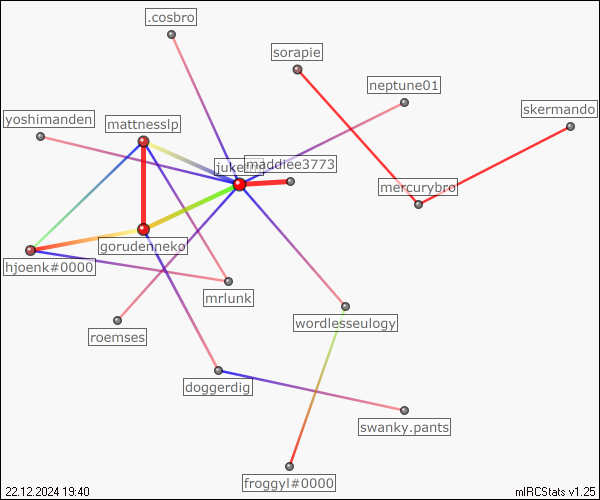 .cosbro
sorapie
neptune01
skermando
yoshimanden
mattnesslp
maddiee3773
mercurybro
gorudenneko
hjoenk#0000
mrlunk
wordlesseulogy
roemses
doggerdig
swanky.pants
froggyl#0000
22.12.2024 19:40
mIRCStats v1.25